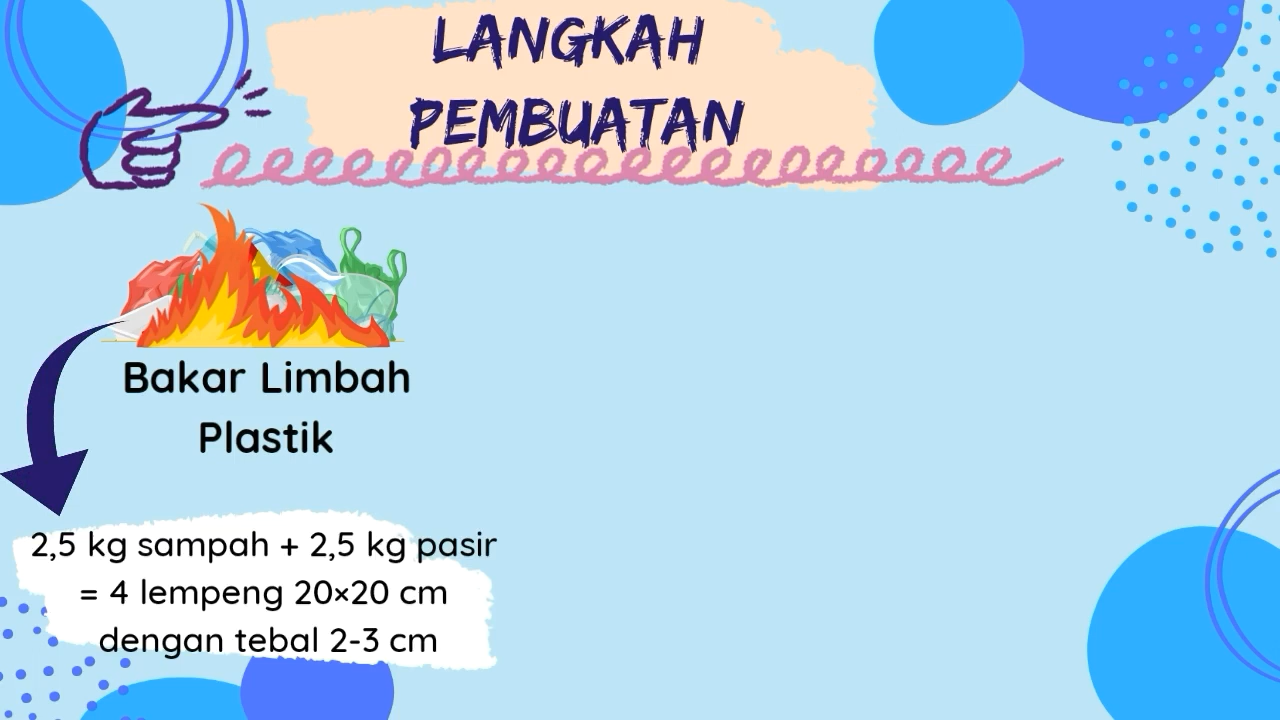 LANGKAH
PEMBUATAN
Bakar Limbah
Plastik
2,5 kg sampah + 2,5 kg pasir
= 4 lempeng 20×20 cm
dengan tebal 2-3 cm